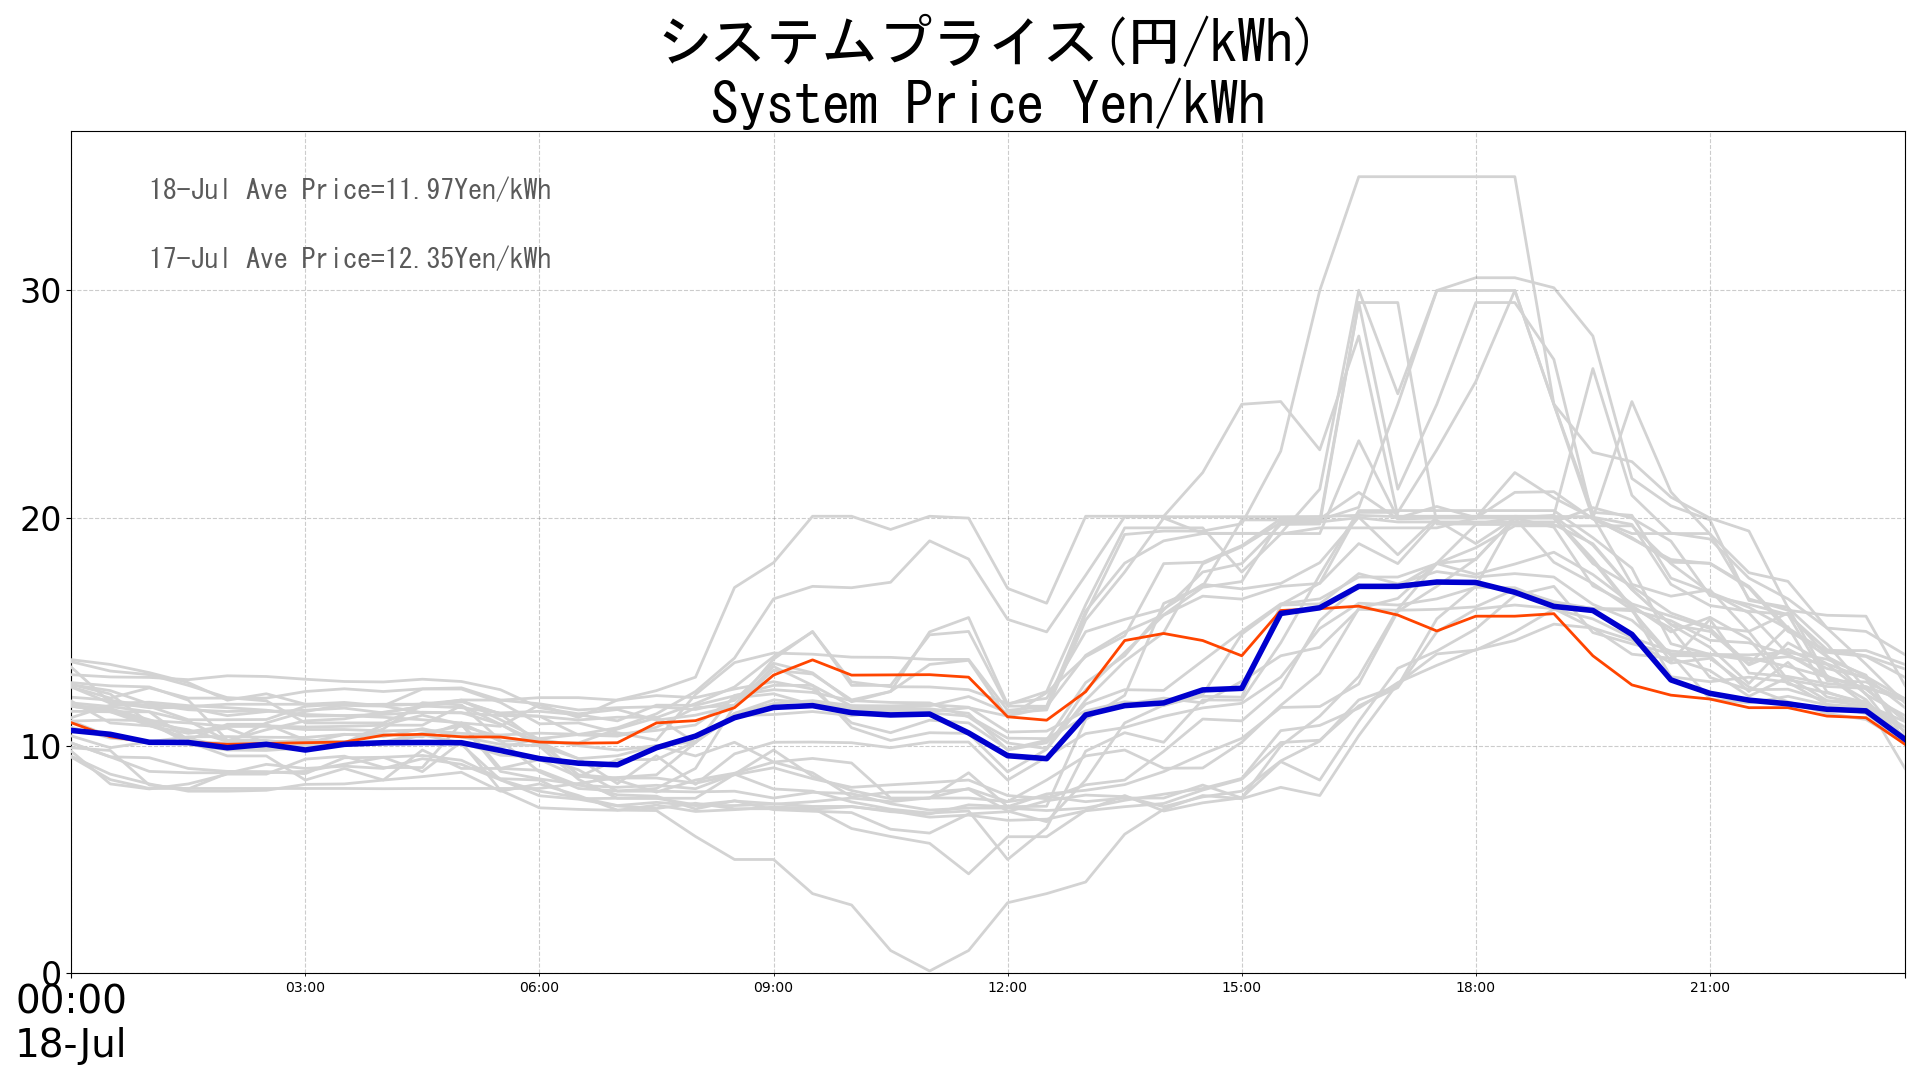 システムプライス(円/kWh)
System Price Yen/kWh
18-Jul Ave Price=11.97Yen/kWh
17-Jul Ave Price=12.35Yen/kWh
30
20
10
0
00:00 03:00 06:00 09:00 12:00 15:00 18:00 21:00
18-Jul